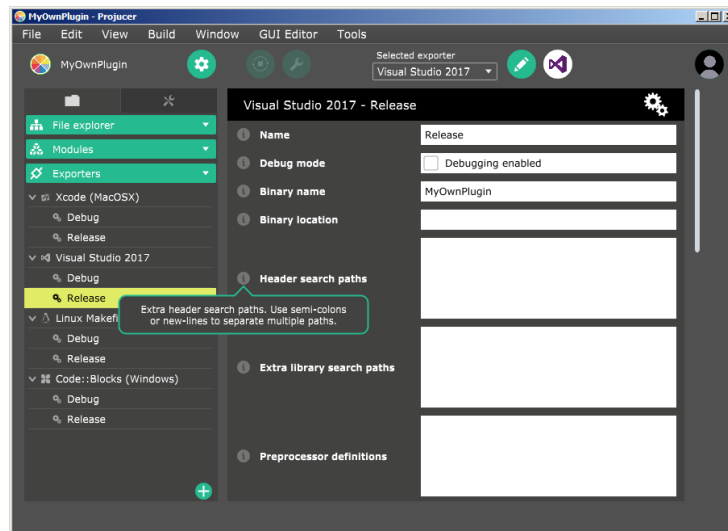 MyOwnPlugin - Projucer
File Edit View Build Window GUI Editor Tools
MyOwnPlugin
Selected exporter
Visual Studio 2017
File explorer
Modules
Exporters
Xcode (MacOSX)
Debug
Release
Visual Studio 2017
Debug
Release
Linux Makefi
Debug
Release
Code::Blocks (Windows)
Debug
Release
Visual Studio 2017 - Release
Name Release
Debug mode Debugging enabled
Binary name MyOwnPlugin
Binary location
Header search paths
Extra header search paths. Use semi-colons
or new-lines to separate multiple paths.
Extra library search paths
Preprocessor definitions